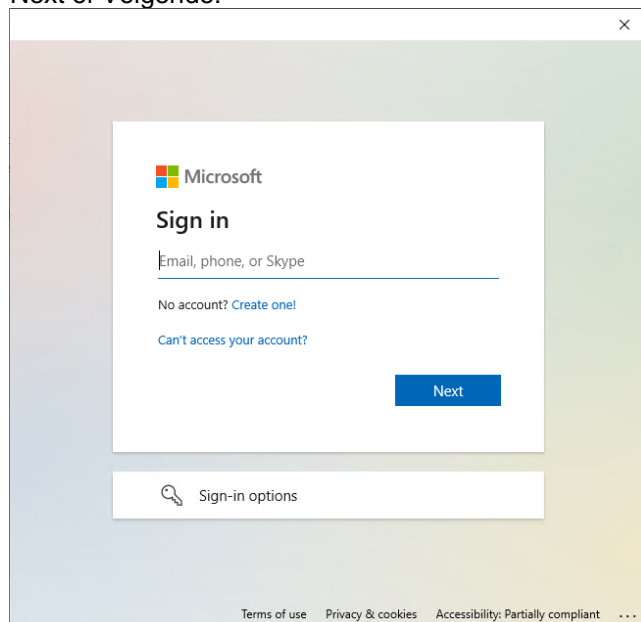 Next of Volgende.
Microsoft
Sign in
Email, phone, or Skype
No account? Create one!
Can't access your account?
Next
Sign-in options
Terms of use Privacy & cookies Accessibility: Partially compliant ...